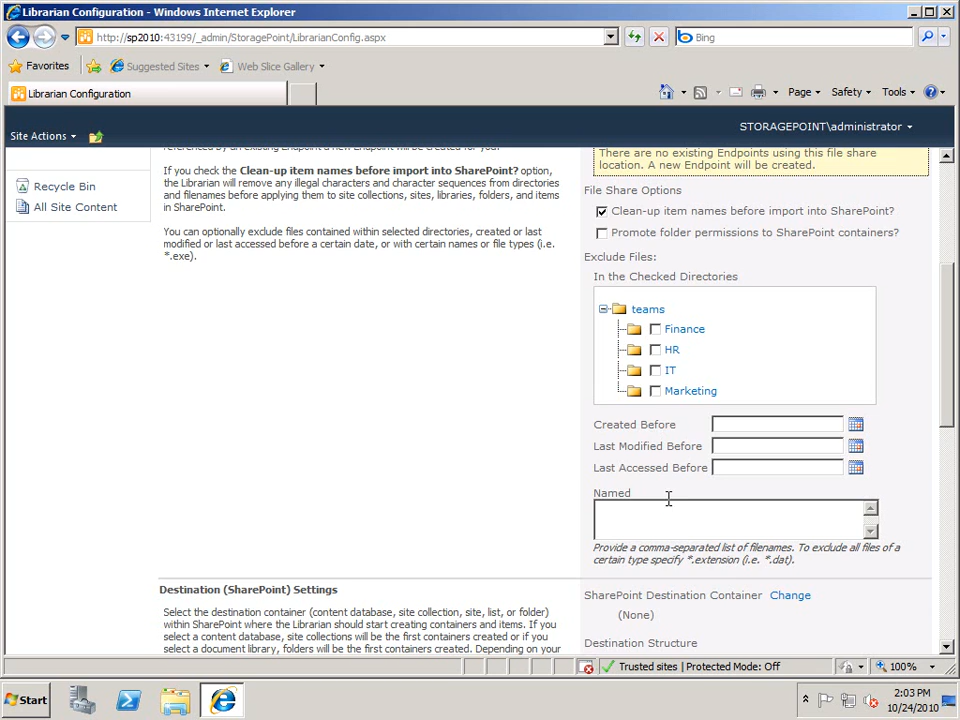 Librarian Configuration - Windows Internet Explorer
http://sp2010:43199/_admin/StoragePoint/LibrarianConfig.aspx
Bing
Favorites
Suggested Sites
Web Slice Gallery
Librarian Configuration
Page
Safety
Tools
Site Actions
STORAGEPOINT\administrator
Recycle Bin
All Site Content
referenced by an existing Endpoint a new Endpoint will be created for you.
If you check the Clean-up item names before import into SharePoint? option,
the Librarian will remove any illegal characters and character sequences from directories
and filenames before applying them to site collections, sites, libraries, folders, and items
in SharePoint.
You can optionally exclude files contained within selected directories, created or last
modified or last accessed before a certain date, or with certain names or file types (i.e.
*.exe).
There are no existing Endpoints using this file share
location. A new Endpoint will be created.
File Share Options
Clean-up item names before import into SharePoint?
Promote folder permissions to SharePoint containers?
Exclude Files:
In the Checked Directories
teams
Finance
HR
IT
Marketing
Created Before
Last Modified Before
Last Accessed Before
Named
Provide a comma-separated list of filenames. To exclude all files of a
certain type specify *.extension (i.e. *.dat).
Destination (SharePoint) Settings
Select the destination container (content database, site collection, site, list, or folder)
within SharePoint where the Librarian should start creating containers and items. If you
select a content database, site collections will be the first containers created or if you
select a document library, folders will be the first containers created. Depending on your
SharePoint Destination Container Change
(None)
Destination Structure
Trusted sites | Protected Mode: Off
100%
Start
2:03 PM
10/24/2010